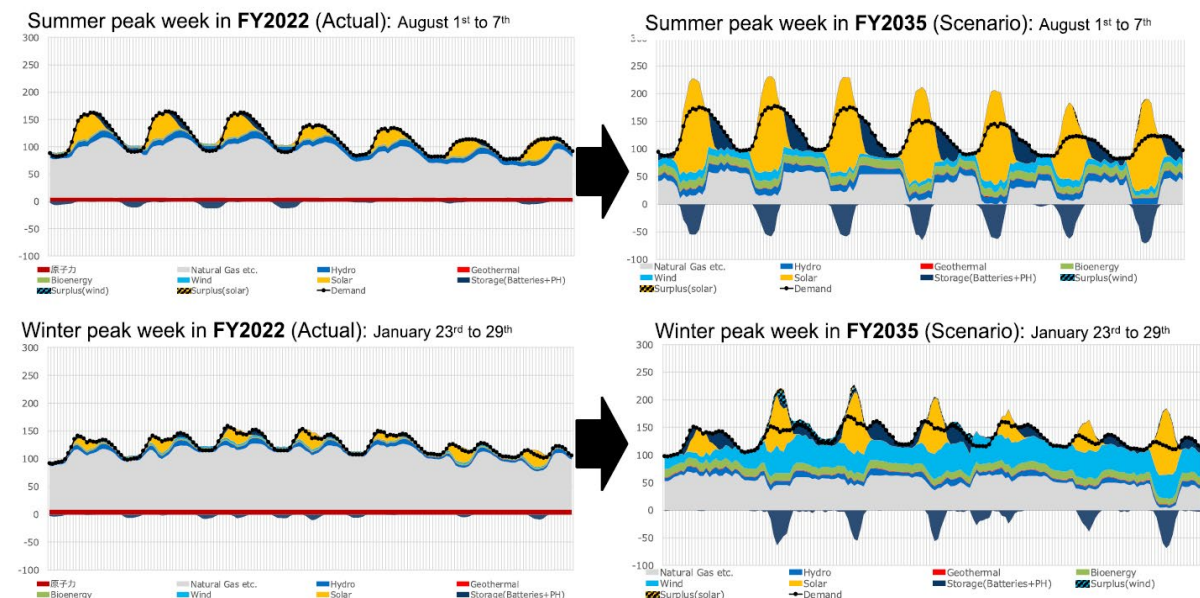 Summer peak week in FY2022 (Actual): August 1st to 7th
300
250
200
150
100
50
0
-50
-100
原子力 Natural Gas etc. Hydro Geothermal
Bioenergy Wind Solar Storage(Batteries+PH)
Surplus(wind) Surplus(solar) Demand
Summer peak week in FY2035 (Scenario): August 1st to 7th
250
200
150
100
50
0
-50
-100
Natural Gas etc. Hydro Geothermal Bioenergy
Wind Solar Storage(Batteries+PH) Surplus(wind)
Surplus(solar) Demand
Winter peak week in FY2022 (Actual): January 23rd to 29th
300
250
200
150
100
50
0
-50
-100
原子力 Natural Gas etc. Hydro Geothermal
Bioenergy Wind Solar Storage(Batteries+PH)
Winter peak week in FY2035 (Scenario): January 23rd to 29th
300
250
200
150
100
50
0
-50
-100
Natural Gas etc. Hydro Geothermal Bioenergy
Wind Solar Storage(Batteries+PH) Surplus(wind)
Surplus(solar) Demand